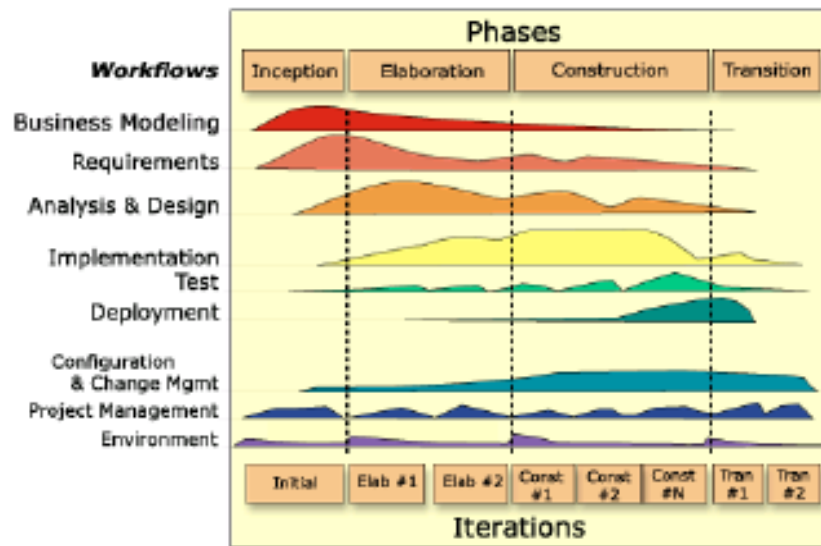 Phases
Workflows
Inception
Elaboration
Construction
Transition
Business Modeling
Requirements
Analysis & Design
Implementation
Test
Deployment
Configuration
& Change Mgmt
Project Management
Environment
Initial
Elab #1
Elab #2
Const
#1
Const
#2
Const
#N
Tran
#1
Tran
#2
Iterations